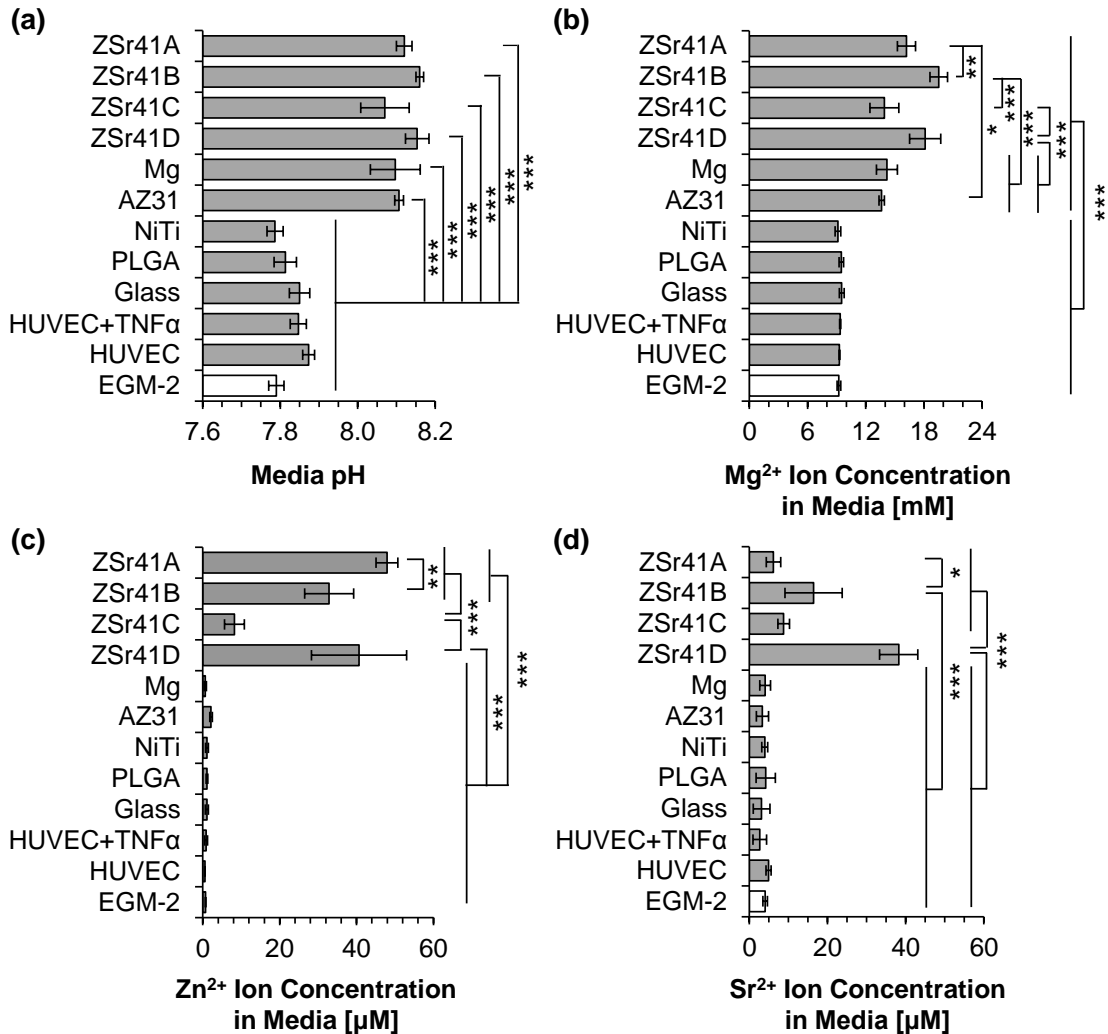 (a)
ZSr41A
ZSr41B
ZSr41C
ZSr41D
Mg
AZ31
NiTi
PLGA
Glass
HUVEC+TNFα
HUVEC
EGM-2
7.6 7.8 8.0 8.2
Media pH
***
***
***
***
***
***
(b)
ZSr41A
ZSr41B
ZSr41C
ZSr41D
Mg
AZ31
NiTi
PLGA
Glass
HUVEC+TNFα
HUVEC
EGM-2
0 6 12 18 24
Mg²⁺ Ion Concentration
in Media [mM]
**
*
***
***
***
***
(c)
ZSr41A
ZSr41B
ZSr41C
ZSr41D
Mg
AZ31
NiTi
PLGA
Glass
HUVEC+TNFα
HUVEC
EGM-2
0 20 40 60
Zn²⁺ Ion Concentration
in Media [µM]
**
***
***
***
(d)
ZSr41A
ZSr41B
ZSr41C
ZSr41D
Mg
AZ31
NiTi
PLGA
Glass
HUVEC+TNFα
HUVEC
EGM-2
0 20 40 60
Sr²⁺ Ion Concentration
in Media [µM]
*
***
***